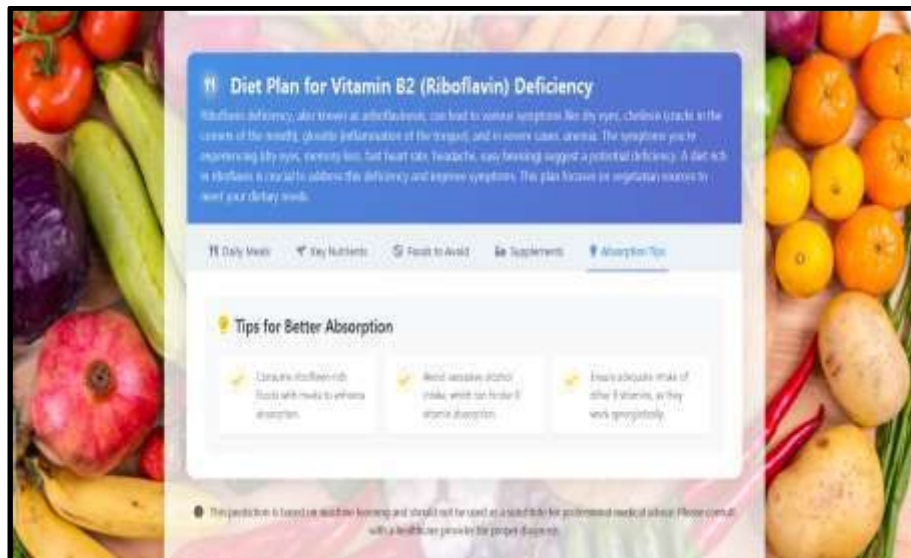 Diet Plan for Vitamin B2 (Riboflavin) Deficiency
Riboflavin deficiency, also known as ariboflavinosis, can lead to various symptoms like dry eyes, cheilosis (cracks in the
corners of the mouth), glossitis (inflammation of the tongue), and in severe cases, anemia. The symptoms you're
experiencing (dry eyes, memory loss, fast heart rate, headache, easy bruising) suggest a potential deficiency. A diet rich
in riboflavin is crucial to address this deficiency and improve symptoms. This plan focuses on vegetarian sources to
meet your dietary needs.
Daily Meals Key Nutrients Foods to Avoid Supplements Absorption Tips
Tips for Better Absorption
Consume riboflavin-rich
foods with meals to enhance
absorption.
Avoid excessive alcohol
intake, which can hinder B
vitamin absorption.
Ensure adequate intake of
other B vitamins, as they
work synergistically.
This prediction is based on machine learning and should not be used as a substitute for professional medical advice. Please consult
with a healthcare provider for proper diagnosis.